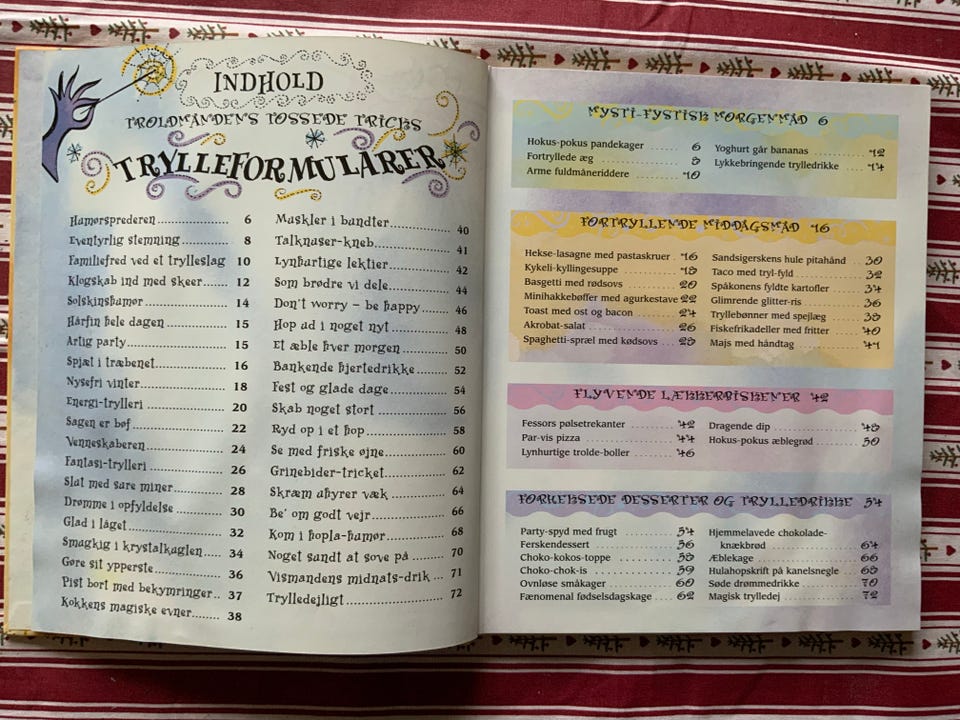 INDHOLD
TROLDMANDENS TOSSEDE TRICKS
TRYLLEFORMULARER
Humørsprederen 6
Eventyrlig stemning 8
Familiefred ved et trylleslag 10
Klogskab ind med skeer 12
Solskinshumør 14
Hårfin hele dagen 15
Artig party 15
Spjæt i træbenet 16
Nysefri vinter 18
Energi-trylleri 20
Sagen er bøf 22
Venneskaberen 24
Fantasi-trylleri 26
Slut med sure miner 28
Drømme i opfyldelse 30
Glad i låget 32
Smugkig i krystalkuglen 34
Gøre sit ypperste 36
Pist bort med bekymringer 37
Kokkens magiske evner 38
Muskler i bundter 40
Talknuser-kneb 41
Lynhurtige lektier 42
Som brødre vi dele 44
Don't worry – be happy 46
Hop ud i noget nyt 48
Et æble hver morgen 50
Bankende hjertedrikke 52
Fest og glade dage 54
Skab noget stort 56
Ryd op i et hop 58
Se med friske øjne 60
Grinebider-tricket 62
Skræm uhyrer væk 64
Be' om godt vejr 66
Kom i hopla-humør 68
Noget sundt at sove på 70
Vismandens midnats-drik 71
Trylledejligt 72
MYSTI-FYSTISK MORGENMAD 6
Hokus-pokus pandekager 6
Fortryllede æg 8
Arme fuldmåneriddere 10
Yoghurt går bananas 12
Lykkebringende trylledrikke 14
FORTRYLLENDE MIDDAGSMAD 16
Hekse-lasagne med pastaskruer 16
Kykeli-kyllingesuppe 18
Basgetti med rødsovs 20
Minihakkebøffer med agurkestave 22
Toast med ost og bacon 24
Akrobat-salat 26
Spaghetti-spræl med kødsovs 28
Sandsigerskens hule pitahånd 30
Taco med tryl-fyld 32
Spåkonens fyldte kartofler 34
Glimrende glitter-ris 36
Tryllebønner med spejlæg 38
Fiskefrikadeller med fritter 40
Majs med håndtag 41
FLYVENDE LÆKKERBISKENER 42
Fessors pølsetrekanter 42
Par-vis pizza 44
Lynhurtige trolde-boller 46
Dragende dip 48
Hokus-pokus æblegrød 50
FORHEKSEDE DESSERTER OG TRYLLEDRIKKE 54
Party-spyd med frugt 54
Ferskendessert 56
Choko-kokos-toppe 58
Choko-chok-is 59
Ovnløse småkager 60
Fænomenal fødselsdagskage 62
Hjemmelavede chokolade-
knækbrød 64
Æblekage 66
Hulahopskrift på kanelsnegle 68
Søde drømmedrikke 70
Magisk trylledej 72